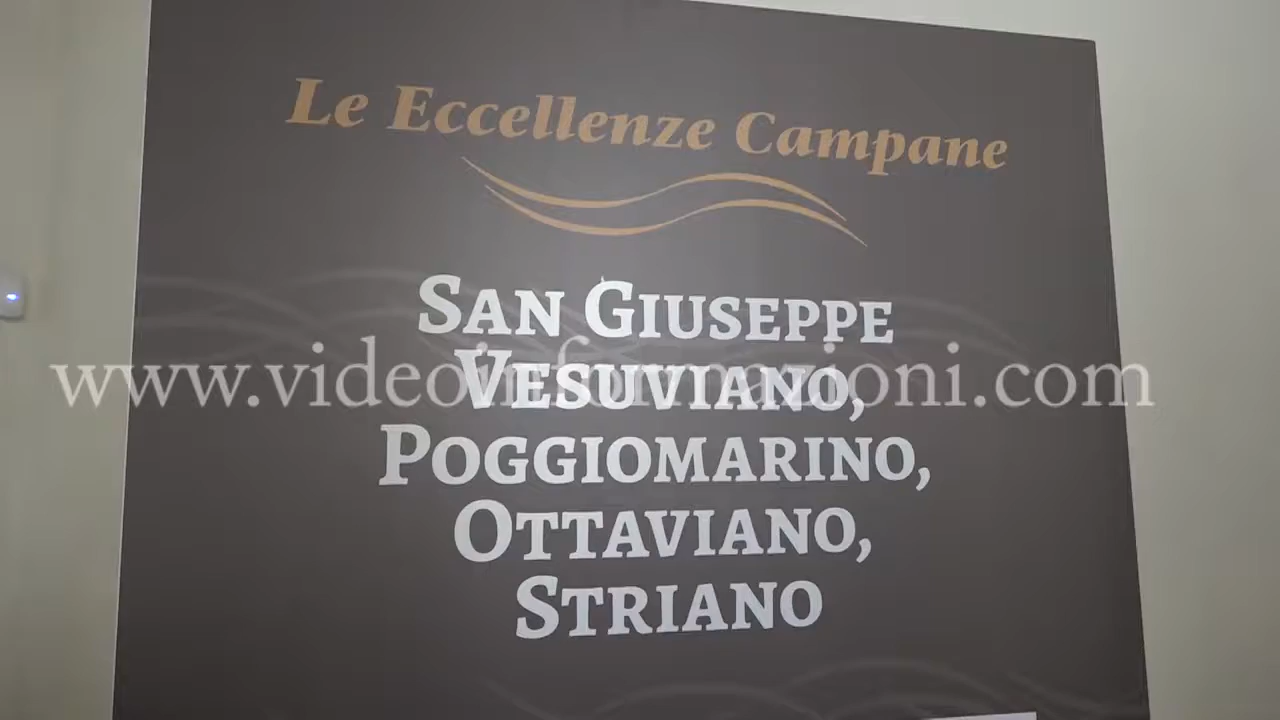 Le Eccellenze Campane
San Giuseppe
Vesuviano,
www.videoinformazioni.com
Poggiomarino,
Ottaviano,
Striano